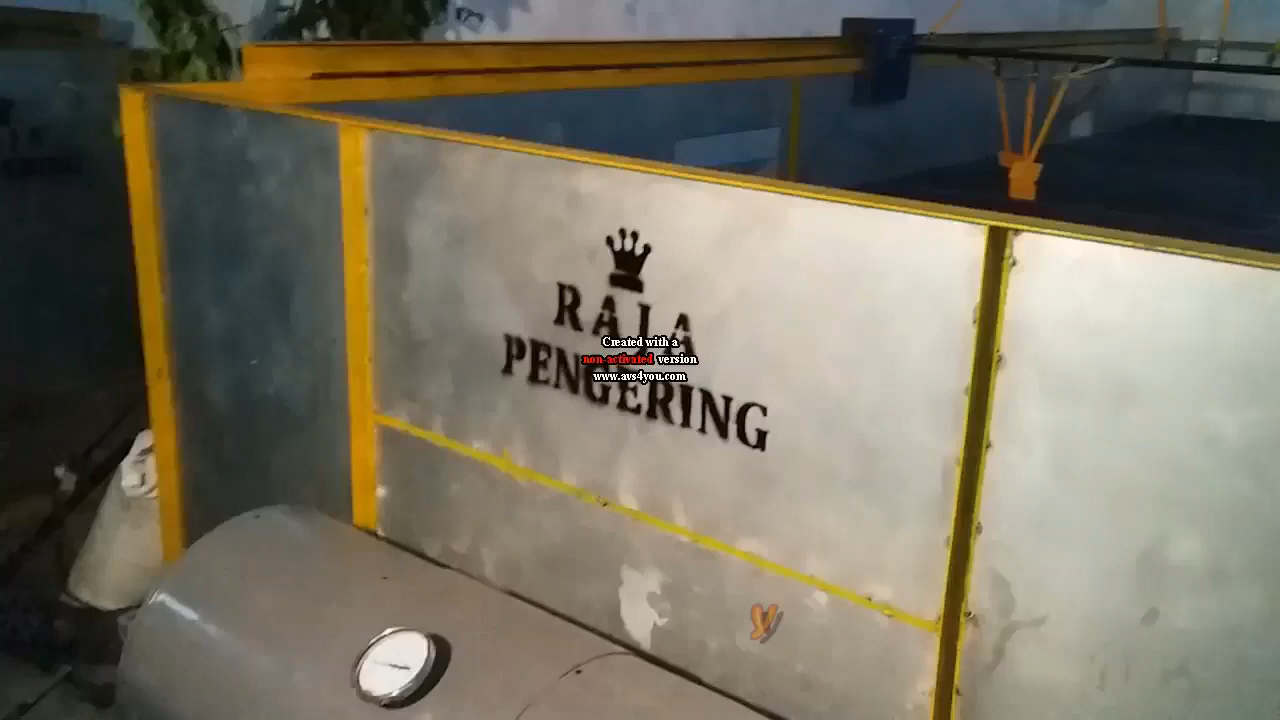 RAJA
PENGERING
Created with a
non-activated version
www.avs4you.com